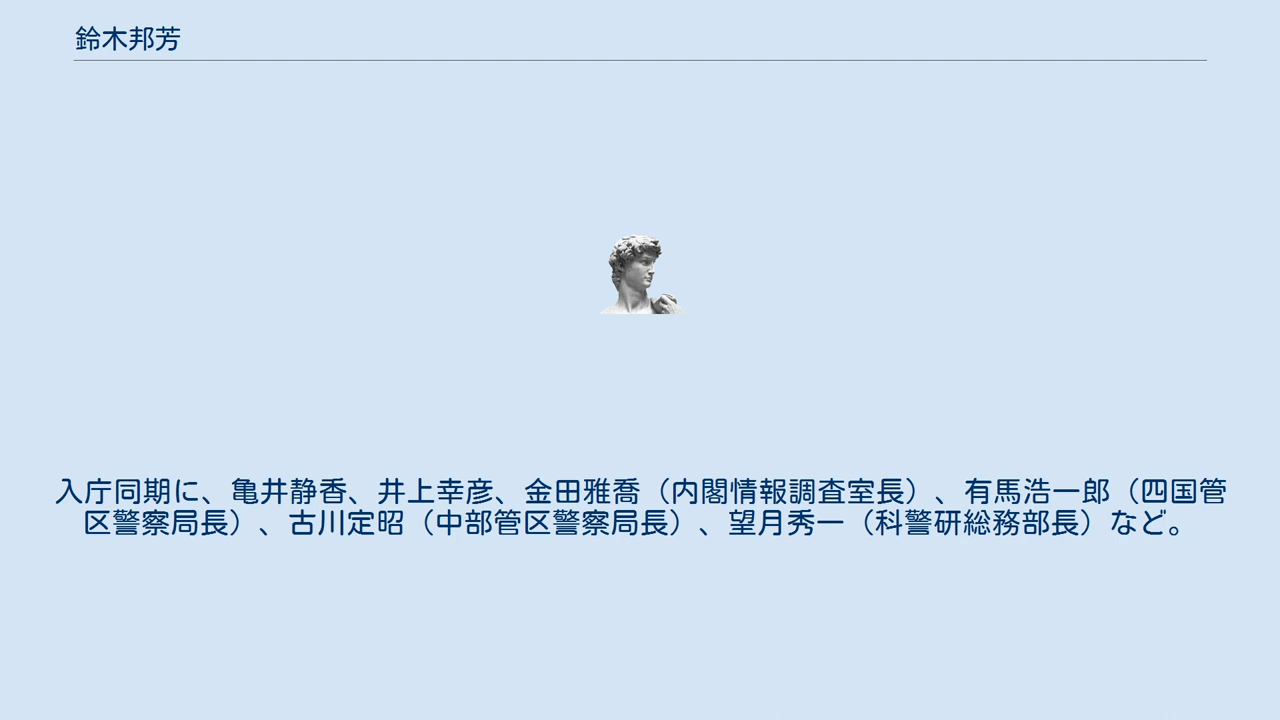 鈴木邦芳
入庁同期に、亀井静香、井上幸彦、金田雅喬（内閣情報調査室長）、有馬浩一郎（四国管
区警察局長）、古川定昭（中部管区警察局長）、望月秀一（科警研総務部長）など。